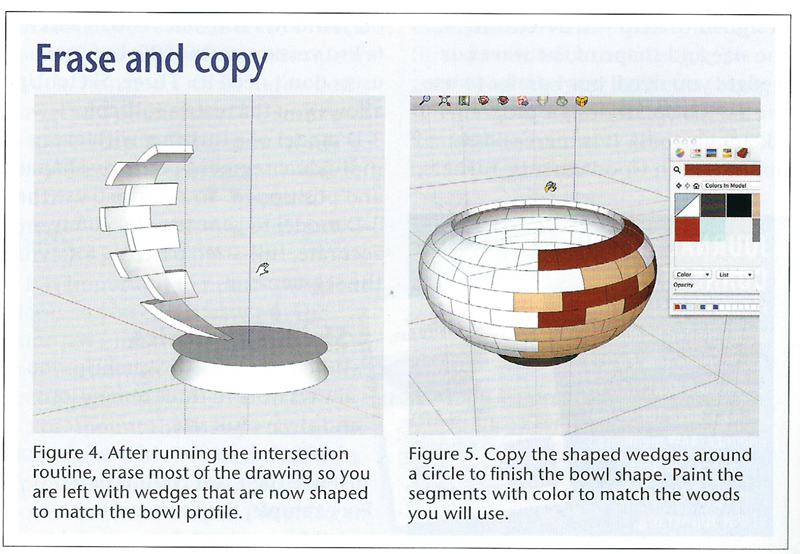 Erase and copy
Colors In Model
Color
List
Opacity
Figure 4. After running the intersection
routine, erase most of the drawing so you
are left with wedges that are now shaped
to match the bowl profile.
Figure 5. Copy the shaped wedges around
a circle to finish the bowl shape. Paint the
segments with color to match the woods
you will use.